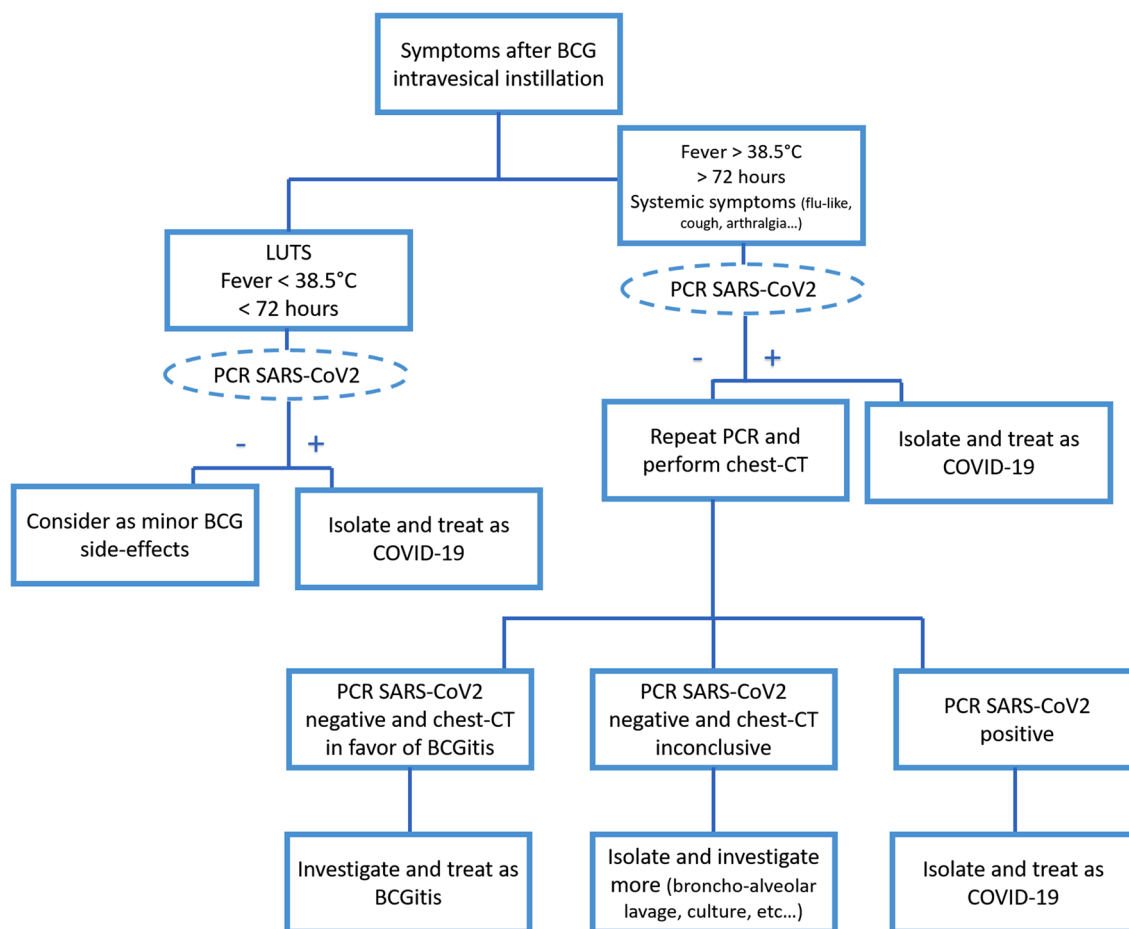 Symptoms after BCG
intravesical instillation
Fever > 38.5°C
> 72 hours
Systemic symptoms (flu-like,
cough, arthralgia…)
LUTS
Fever < 38.5°C
< 72 hours
PCR SARS-CoV2
PCR SARS-CoV2
- +
- +
Repeat PCR and
perform chest-CT
Isolate and treat as
COVID-19
Consider as minor BCG
side-effects
Isolate and treat as
COVID-19
PCR SARS-CoV2
negative and chest-CT
in favor of BCGitis
PCR SARS-CoV2
negative and chest-CT
inconclusive
PCR SARS-CoV2
positive
Investigate and treat as
BCGitis
Isolate and investigate
more (broncho-alveolar
lavage, culture, etc…)
Isolate and treat as
COVID-19